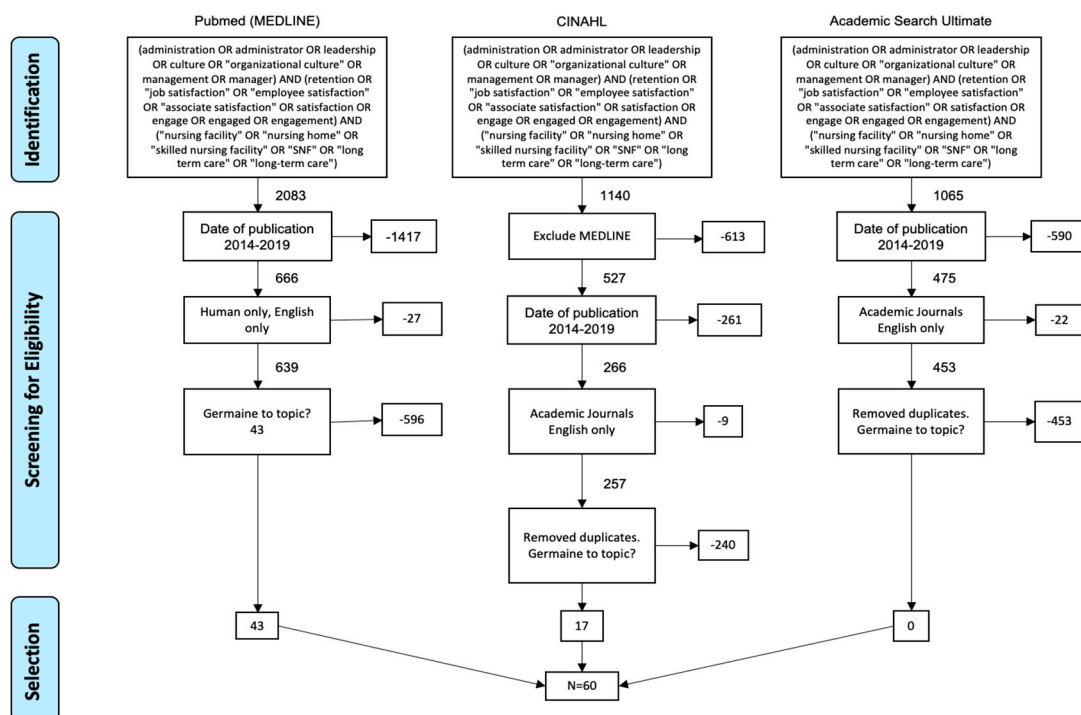 Pubmed (MEDLINE)
CINAHL
Academic Search Ultimate
Identification
(administration OR administrator OR leadership
OR culture OR "organizational culture" OR
management OR manager) AND (retention OR
"job satisfaction" OR "employee satisfaction"
OR "associate satisfaction" OR satisfaction OR
engage OR engaged OR engagement) AND
("nursing facility" OR "nursing home" OR
"skilled nursing facility" OR "SNF" OR "long
term care" OR "long-term care")
(administration OR administrator OR leadership
OR culture OR "organizational culture" OR
management OR manager) AND (retention OR
"job satisfaction" OR "employee satisfaction"
OR "associate satisfaction" OR satisfaction OR
engage OR engaged OR engagement) AND
("nursing facility" OR "nursing home" OR
"skilled nursing facility" OR "SNF" OR "long
term care" OR "long-term care")
(administration OR administrator OR leadership
OR culture OR "organizational culture" OR
management OR manager) AND (retention OR
"job satisfaction" OR "employee satisfaction"
OR "associate satisfaction" OR satisfaction OR
engage OR engaged OR engagement) AND
("nursing facility" OR "nursing home" OR
"skilled nursing facility" OR "SNF" OR "long
term care" OR "long-term care")
2083
1140
1065
Screening for Eligibility
Date of publication
2014-2019
-1417
Exclude MEDLINE
-613
Date of publication
2014-2019
-590
666
527
475
Human only, English
only
-27
Date of publication
2014-2019
-261
Academic Journals
English only
-22
639
266
453
Germaine to topic?
43
-596
Academic Journals
English only
-9
Removed duplicates.
Germaine to topic?
-453
257
Removed duplicates.
Germaine to topic?
-240
Selection
43
17
0
N=60